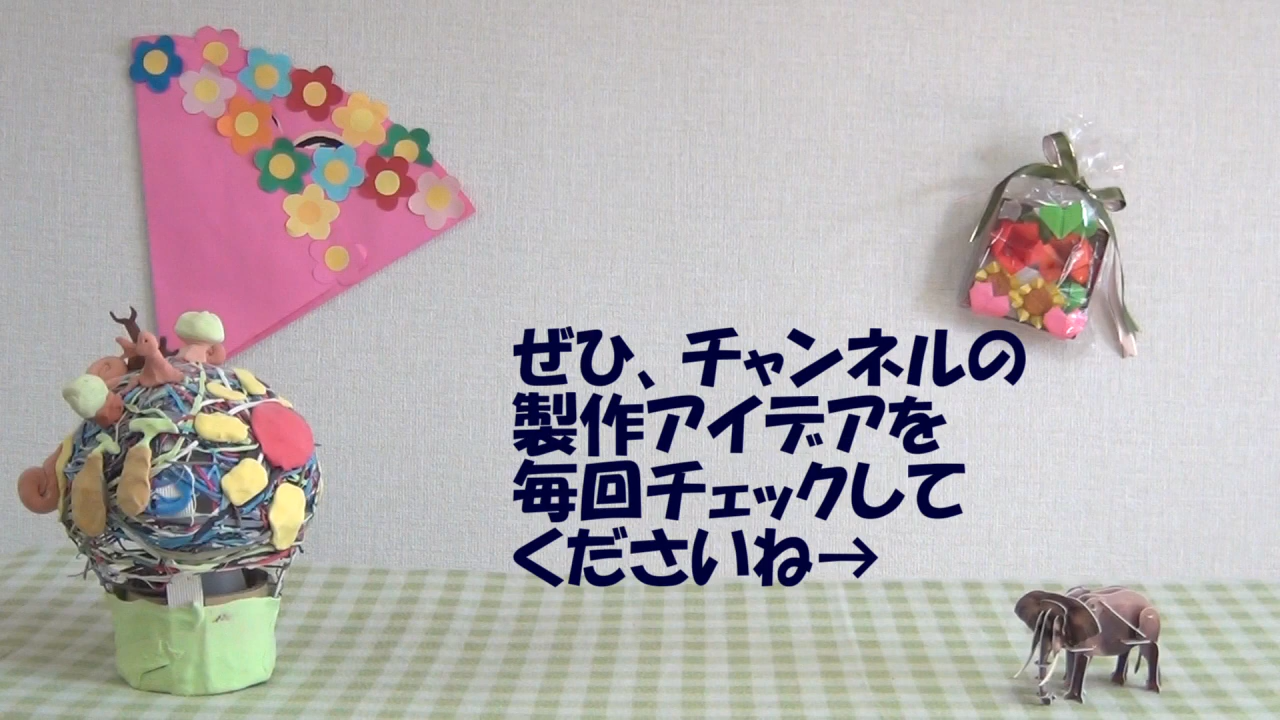 ぜひ、チャンネルの
製作アイデアを
毎回チェックして
くださいね→